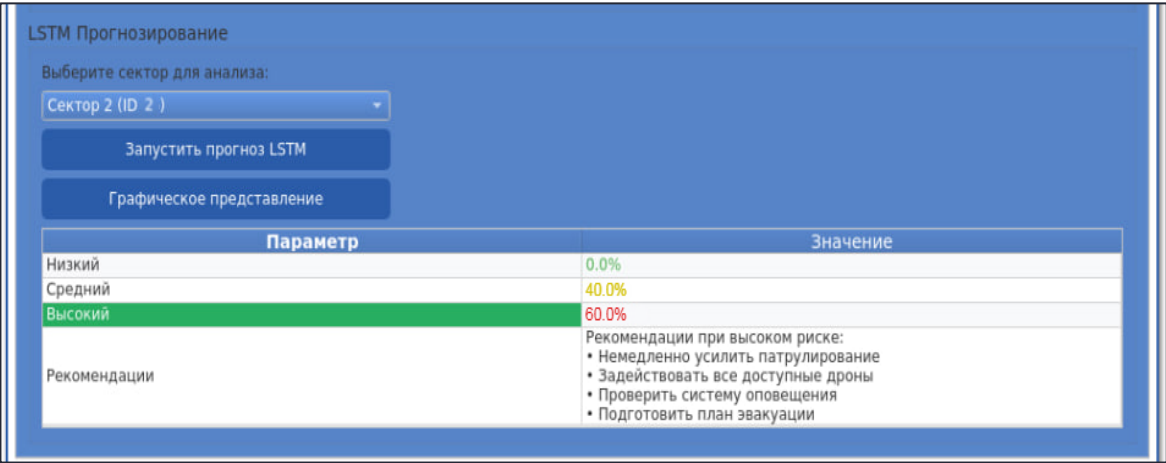 LSTM Прогнозирование
Выберите сектор для анализа:
Сектор 2 (ID 2 )
Запустить прогноз LSTM
Графическое представление
Параметр Значение
Низкий 0.0%
Средний 40.0%
Высокий 60.0%
Рекомендации
Рекомендации при высоком риске:
• Немедленно усилить патрулирование
• Задействовать все доступные дроны
• Проверить систему оповещения
• Подготовить план эвакуации